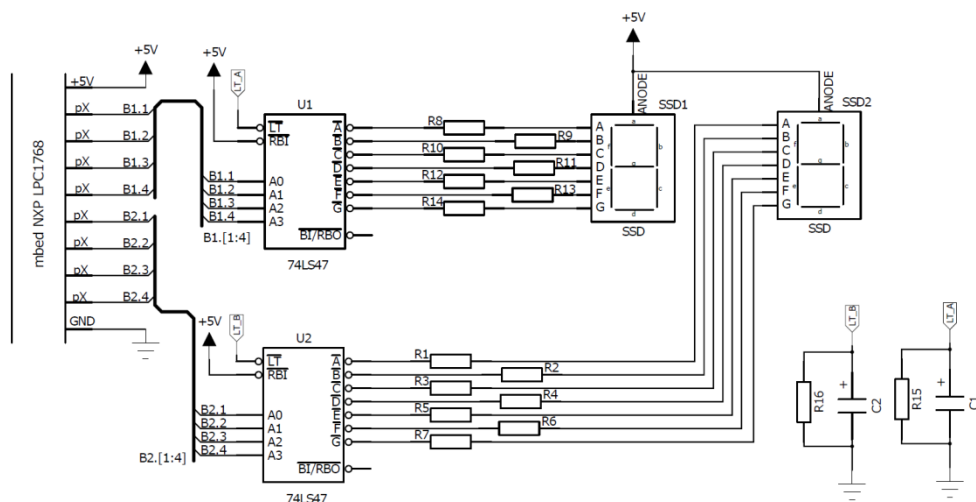 mbed NXP LPC1768
+5V
pX B1.1
pX B1.2
pX B1.3
pX B1.4
pX B2.1
pX B2.2
pX B2.3
pX B2.4
GND
+5V
+5V
LT_A
U1
LT
RBI
B1.1 A0
B1.2 A1
B1.3 A2
B1.4 A3
B1.[1:4]
A
B
C
D
E
F
G
BI/RBO
74LS47
R8
R9
R10
R11
R12
R13
R14
+5V
ANODE
SSD1
A
B
C
D
E
F
G
a
f b
g
e c
d
SSD
ANODE
SSD2
A
B
C
D
E
F
G
a
f b
g
e c
d
SSD
+5V
LT_B
U2
LT
RBI
B2.1 A0
B2.2 A1
B2.3 A2
B2.4 A3
B2.[1:4]
A
B
C
D
E
F
G
BI/RBO
74LS47
R1
R2
R3
R4
R5
R6
R7
LT_B
R16
+
C2
LT_A
R15
+
C1